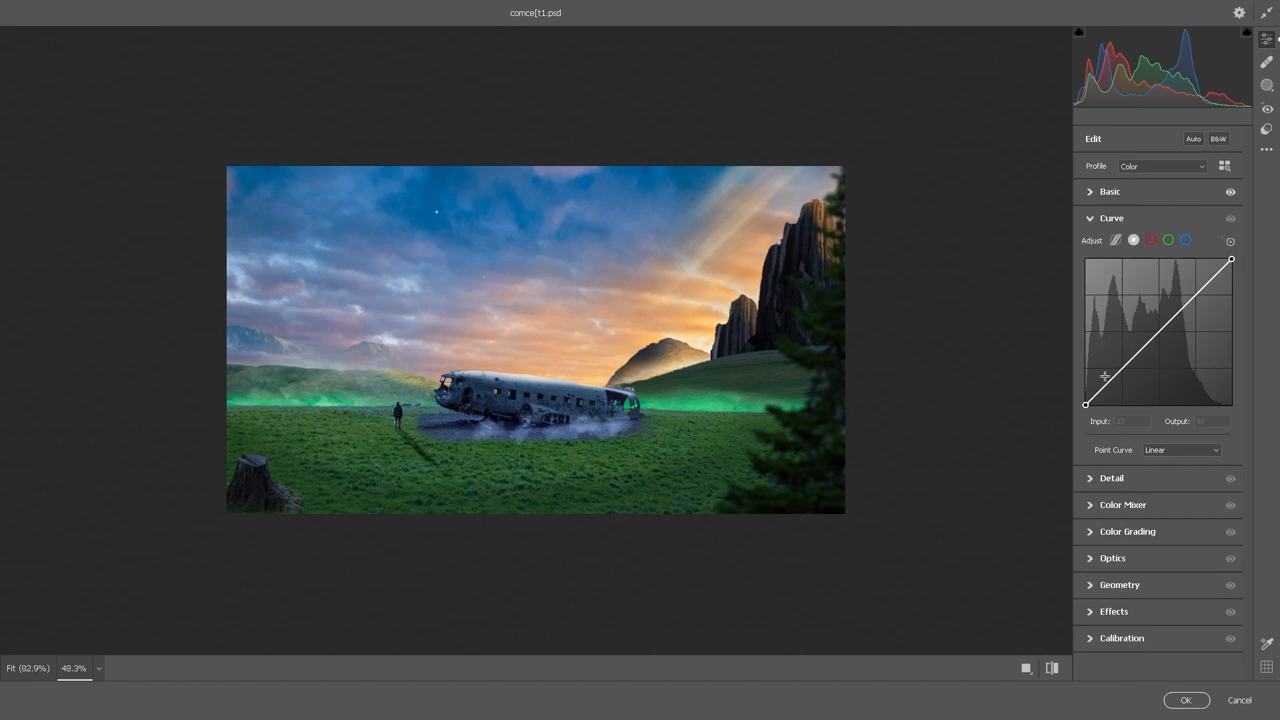 comce[t1.psd
Edit
Auto
B&W
Profile
Color
Basic
Curve
Adjust
Input:
Output:
Point Curve
Linear
Detail
Color Mixer
Color Grading
Optics
Geometry
Effects
Calibration
Fit (82.9%)
48.3%
OK
Cancel